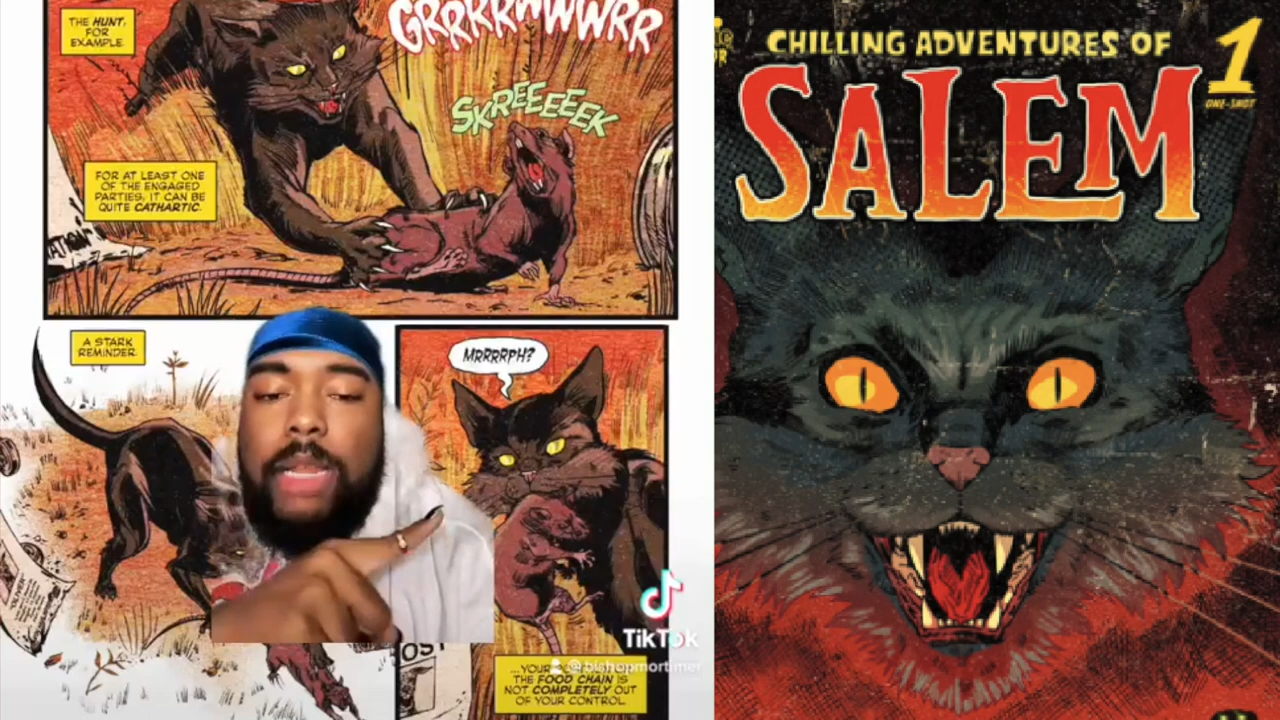 THE HUNT,
FOR
EXAMPLE.
GRRRRAWWWRR
SKREEEEEK
FOR AT LEAST ONE
OF THE ENGAGED
PARTIES, IT CAN BE
QUITE CATHARTIC.
A STARK
REMINDER.
MRRRRPH?
THE FOOD CHAIN IS
NOT COMPLETELY OUT
OF YOUR CONTROL.
TikTok
@bishopmortimer
CHILLING ADVENTURES OF
SALEM
1
ONE-SHOT